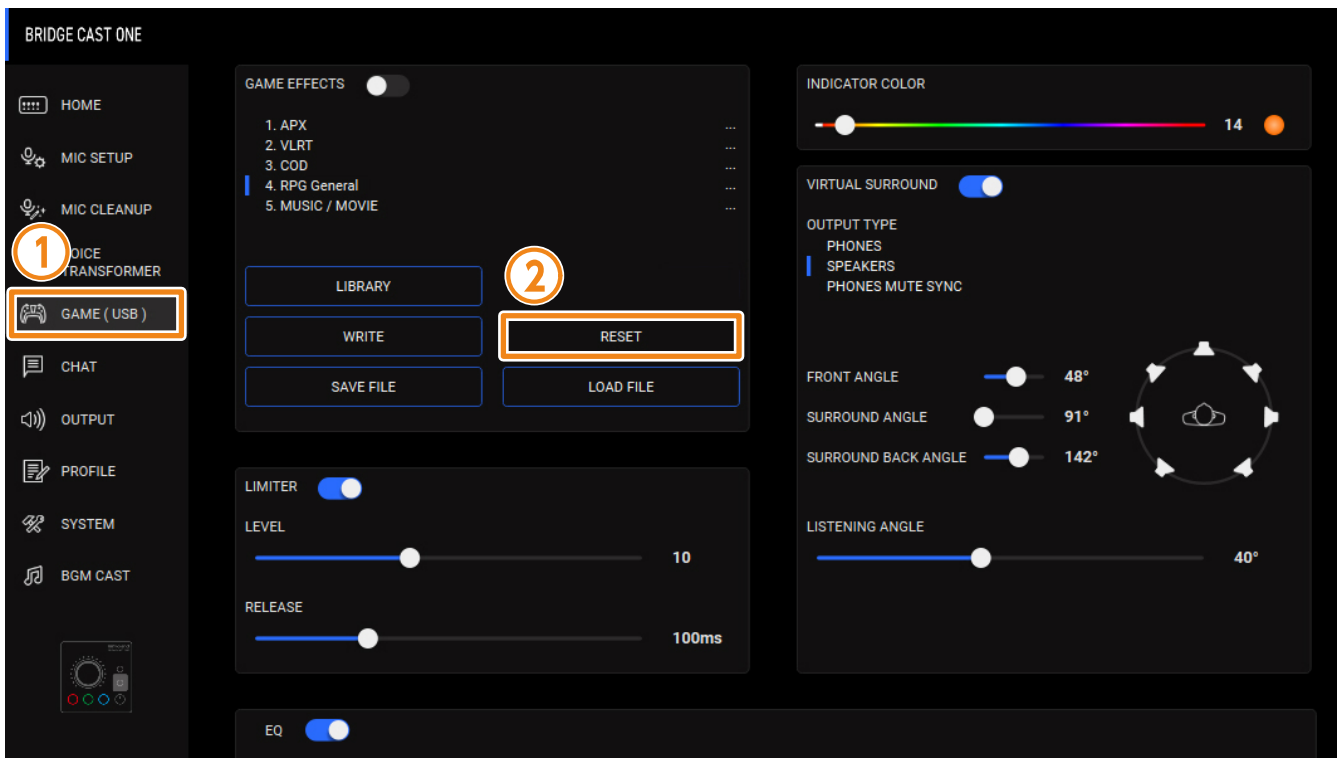 BRIDGE CAST ONE
HOME
MIC SETUP
MIC CLEANUP
1
OICE
TRANSFORMER
GAME ( USB )
CHAT
OUTPUT
PROFILE
SYSTEM
BGM CAST
GAME EFFECTS
1. APX ...
2. VLRT ...
3. COD ...
4. RPG General ...
5. MUSIC / MOVIE ...
2
LIBRARY
WRITE
RESET
SAVE FILE
LOAD FILE
LIMITER
LEVEL
10
RELEASE
100ms
EQ
INDICATOR COLOR
14
VIRTUAL SURROUND
OUTPUT TYPE
PHONES
SPEAKERS
PHONES MUTE SYNC
FRONT ANGLE 48°
SURROUND ANGLE 91°
SURROUND BACK ANGLE 142°
LISTENING ANGLE
40°